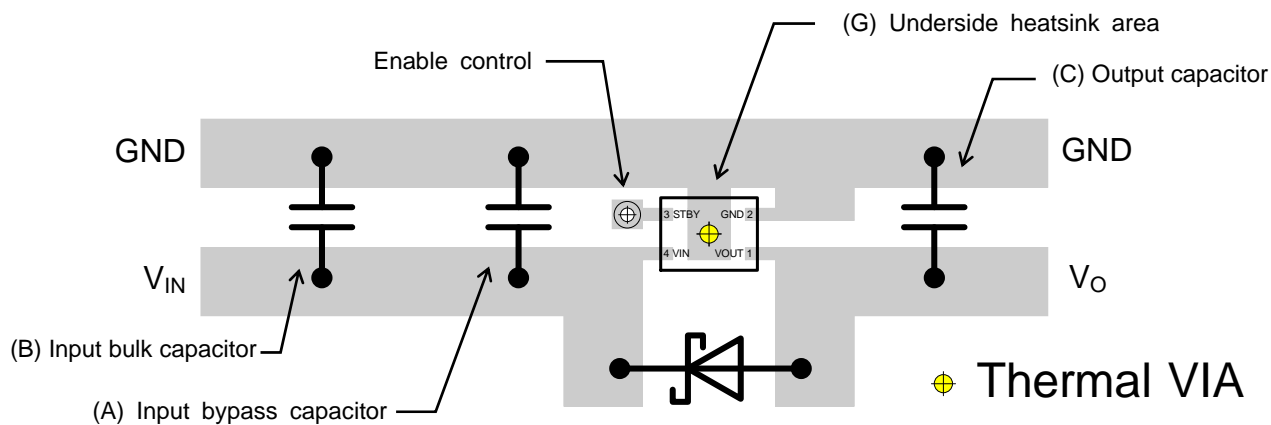 (G) Underside heatsink area
Enable control
(C) Output capacitor
GND
GND
3 STBY GND 2
4 VIN VOUT 1
VIN
VO
(B) Input bulk capacitor
(A) Input bypass capacitor
Thermal VIA